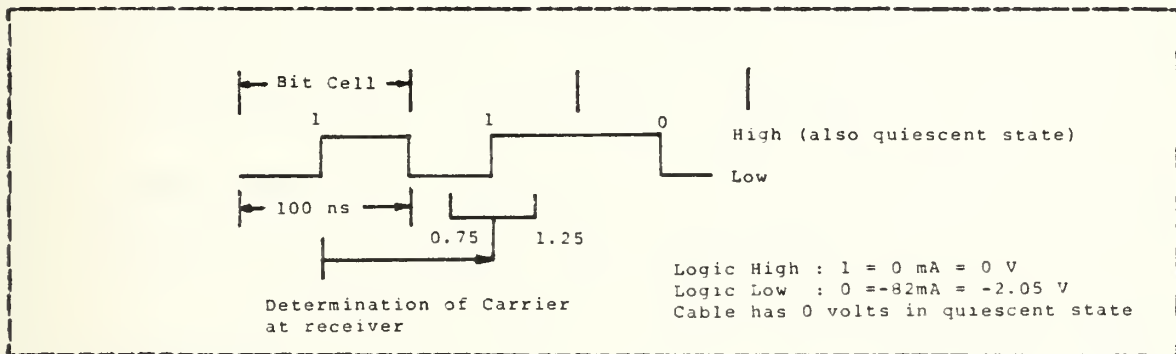 Bit Cell
1 1 0
High (also quiescent state)
Low
100 ns
0.75 1.25
Determination of Carrier
at receiver
Logic High : 1 = 0 mA = 0 V
Logic Low : 0 =-82mA = -2.05 V
Cable has 0 volts in quiescent state